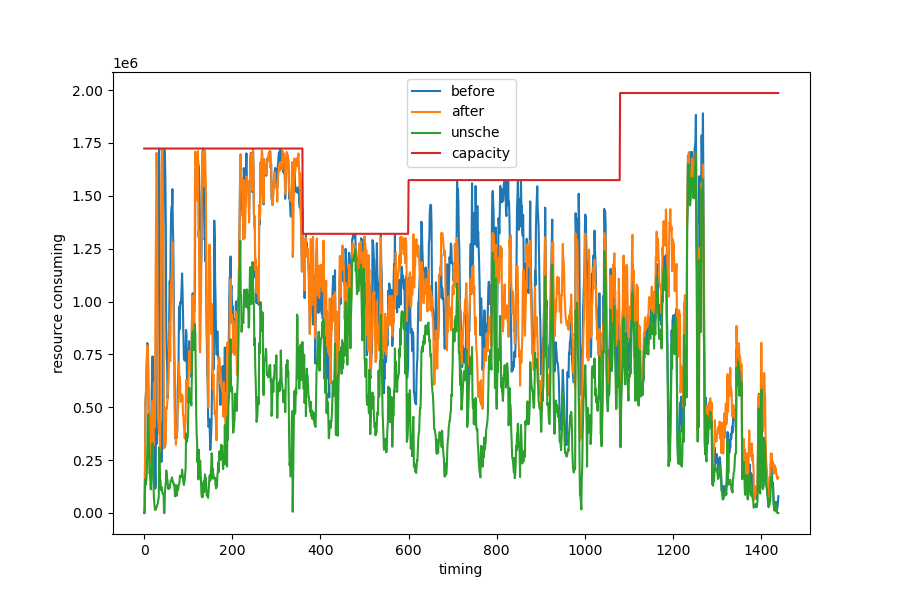 1e6
2.00
1.75
1.50
1.25
1.00
0.75
0.50
0.25
0.00
resource consuming
before
after
unsche
capacity
0 200 400 600 800 1000 1200 1400
timing